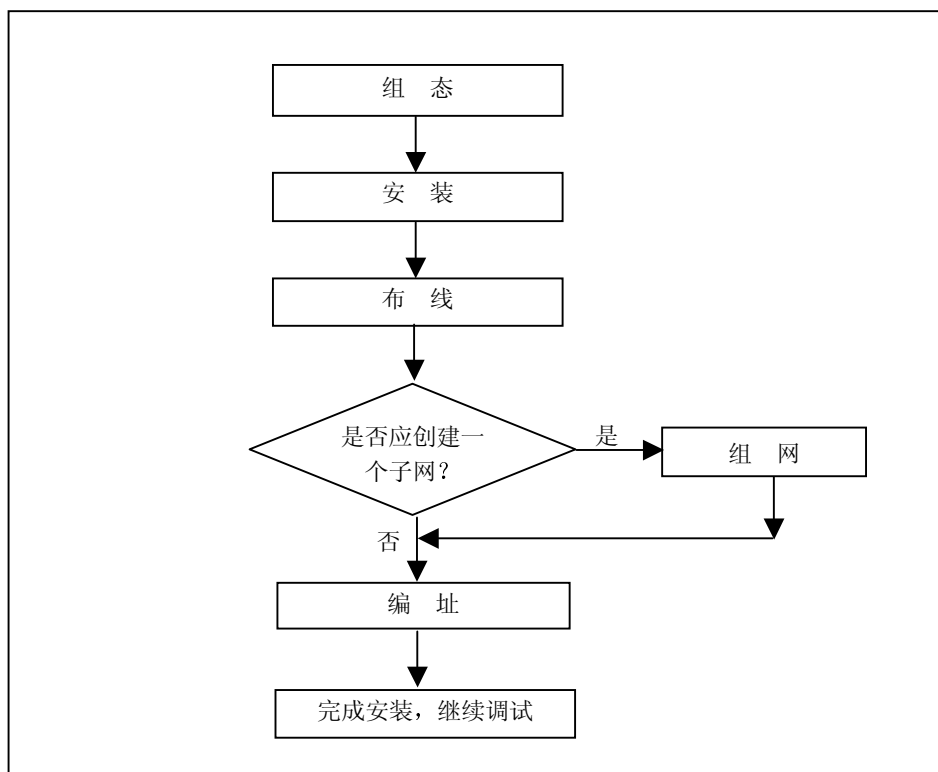 组 态
安 装
布 线
是否应创建一
个子网？
是
组 网
否
编 址
完成安装，继续调试